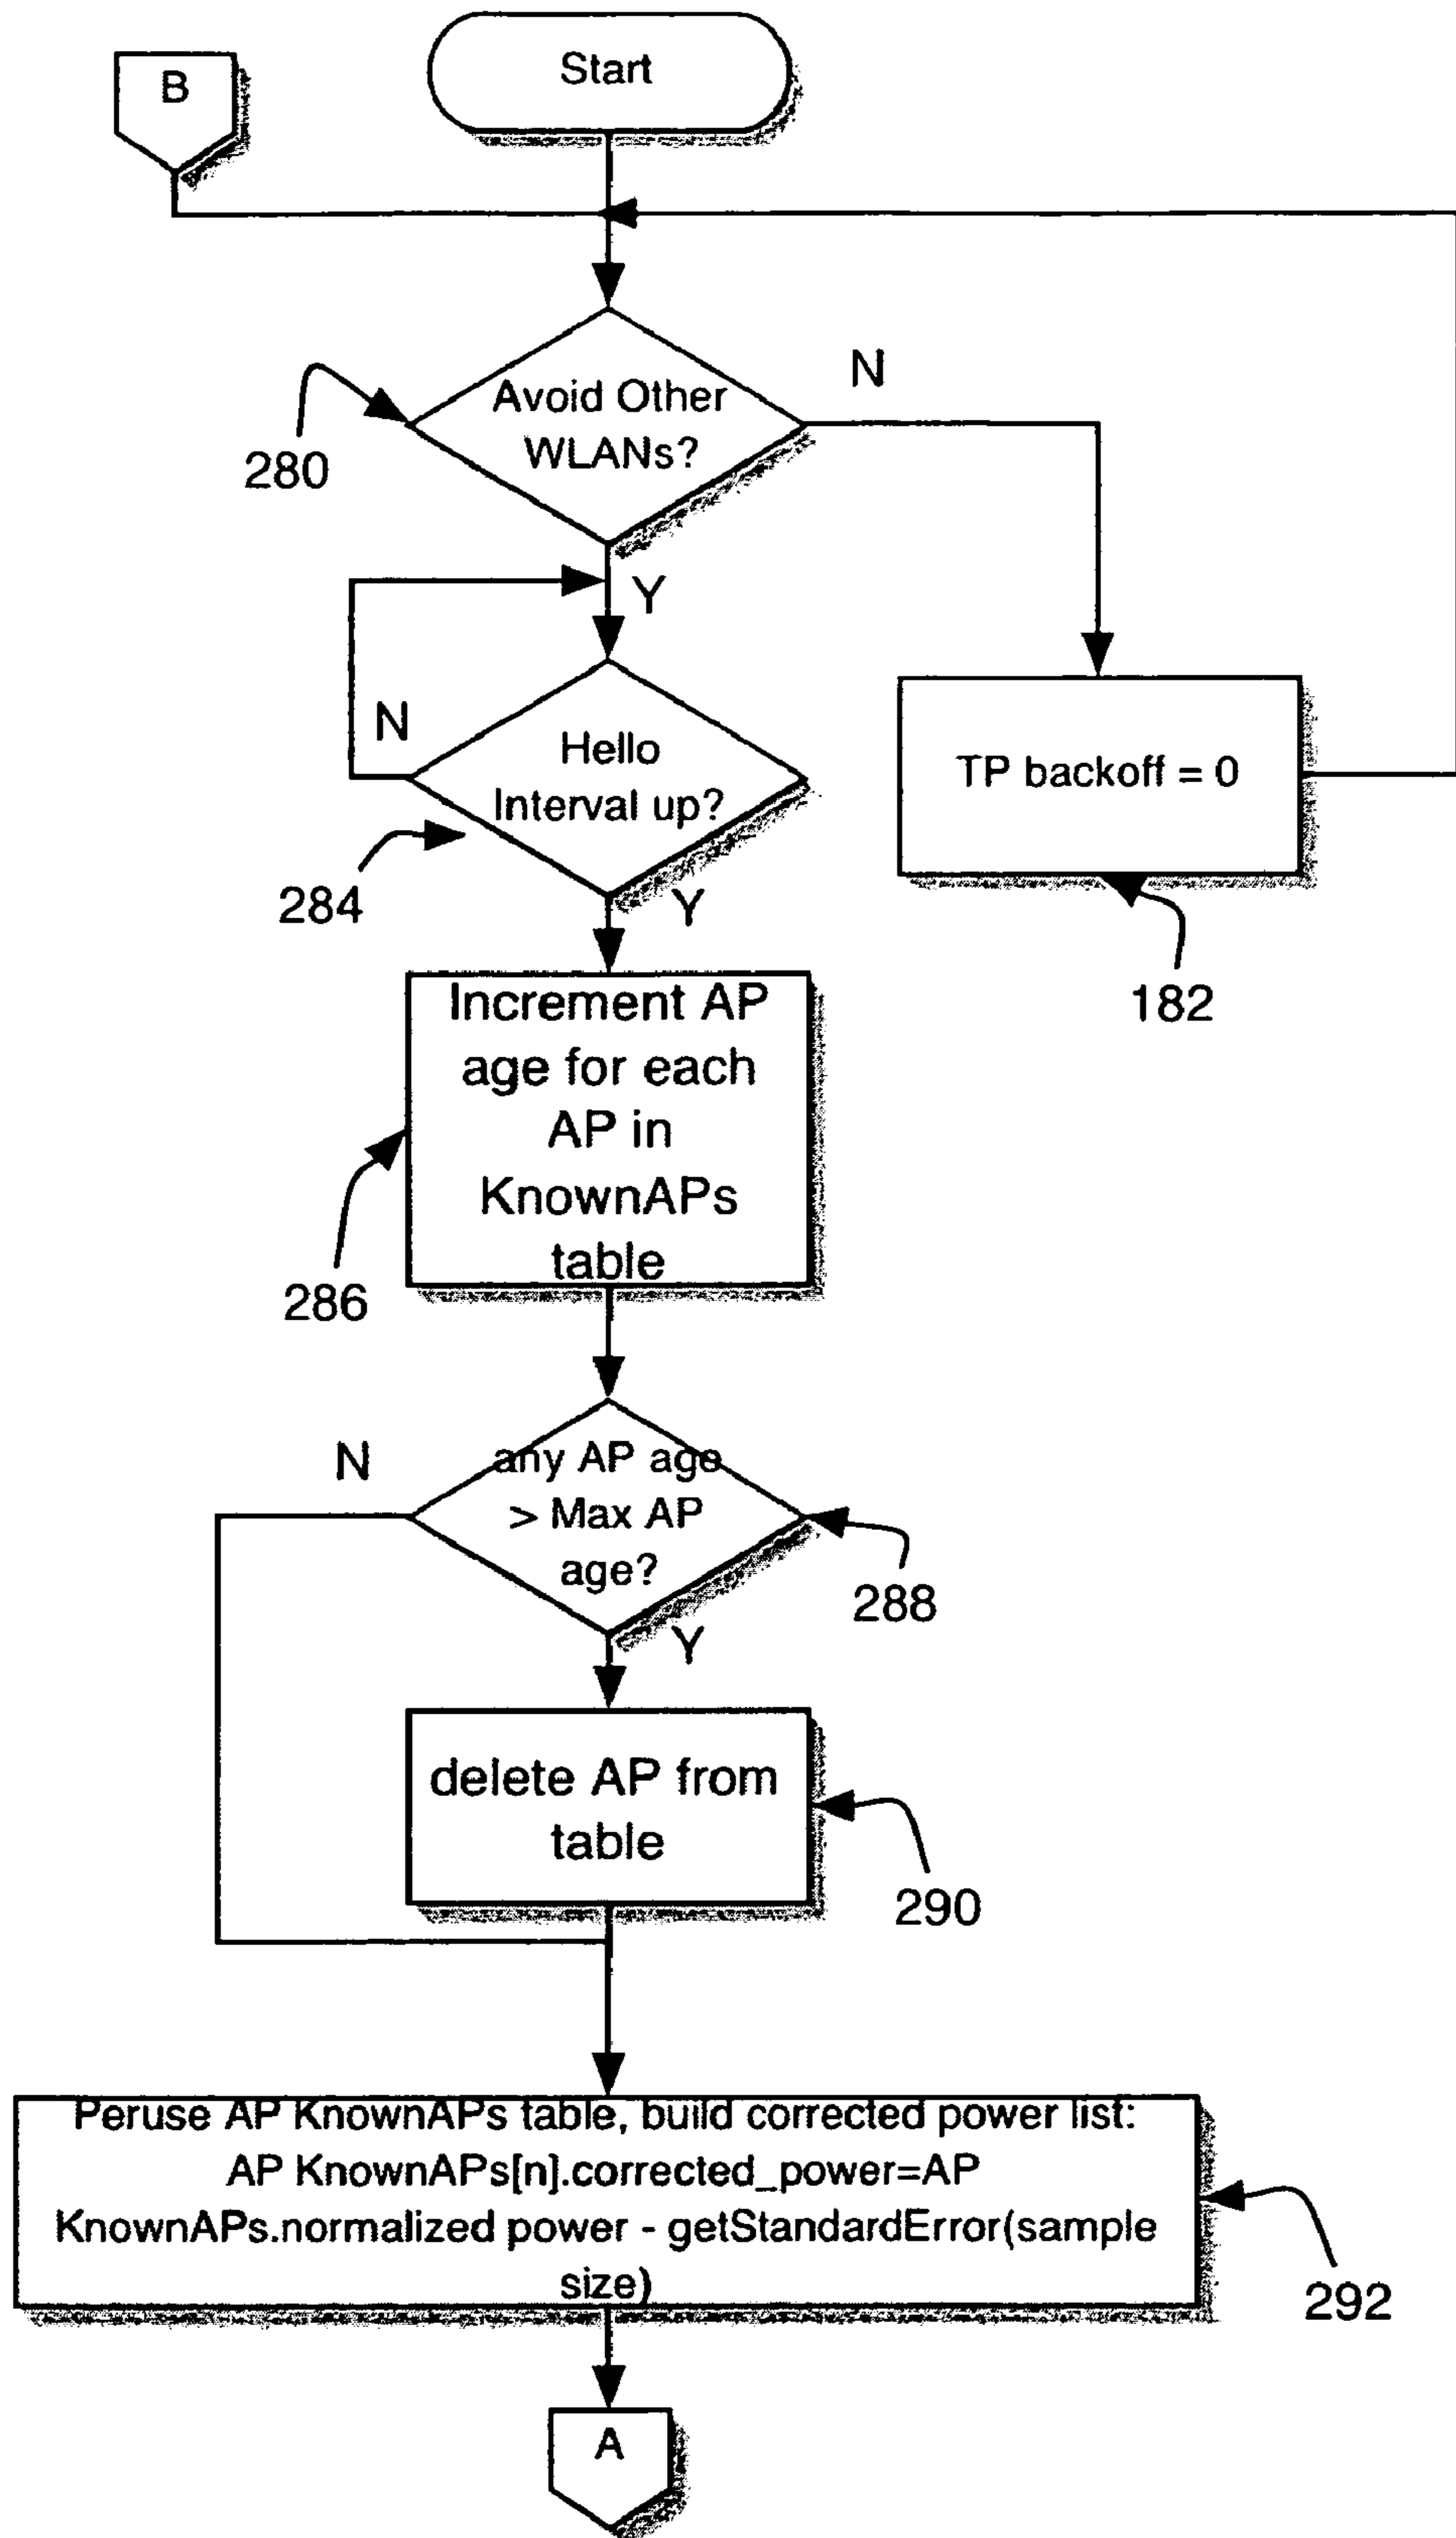 B
Start
Avoid Other
WLANs?
N
280
Y
N
Hello
Interval up?
TP backoff = 0
284
Y
182
Increment AP
age for each
AP in
KnownAPs
table
286
N
any AP age
> Max AP
age?
288
Y
delete AP from
table
290
Peruse AP KnownAPs table, build corrected power list:
AP KnownAPs[n].corrected_power=AP
KnownAPs.normalized power - getStandardError(sample
size)
292
A